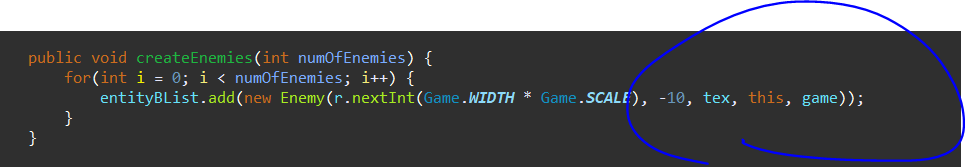 public void createEnemies(int numOfEnemies) {
for(int i = 0; i < numOfEnemies; i++) {
entityBList.add(new Enemy(r.nextInt(Game.WIDTH * Game.SCALE), -10, tex, this, game));
}
}